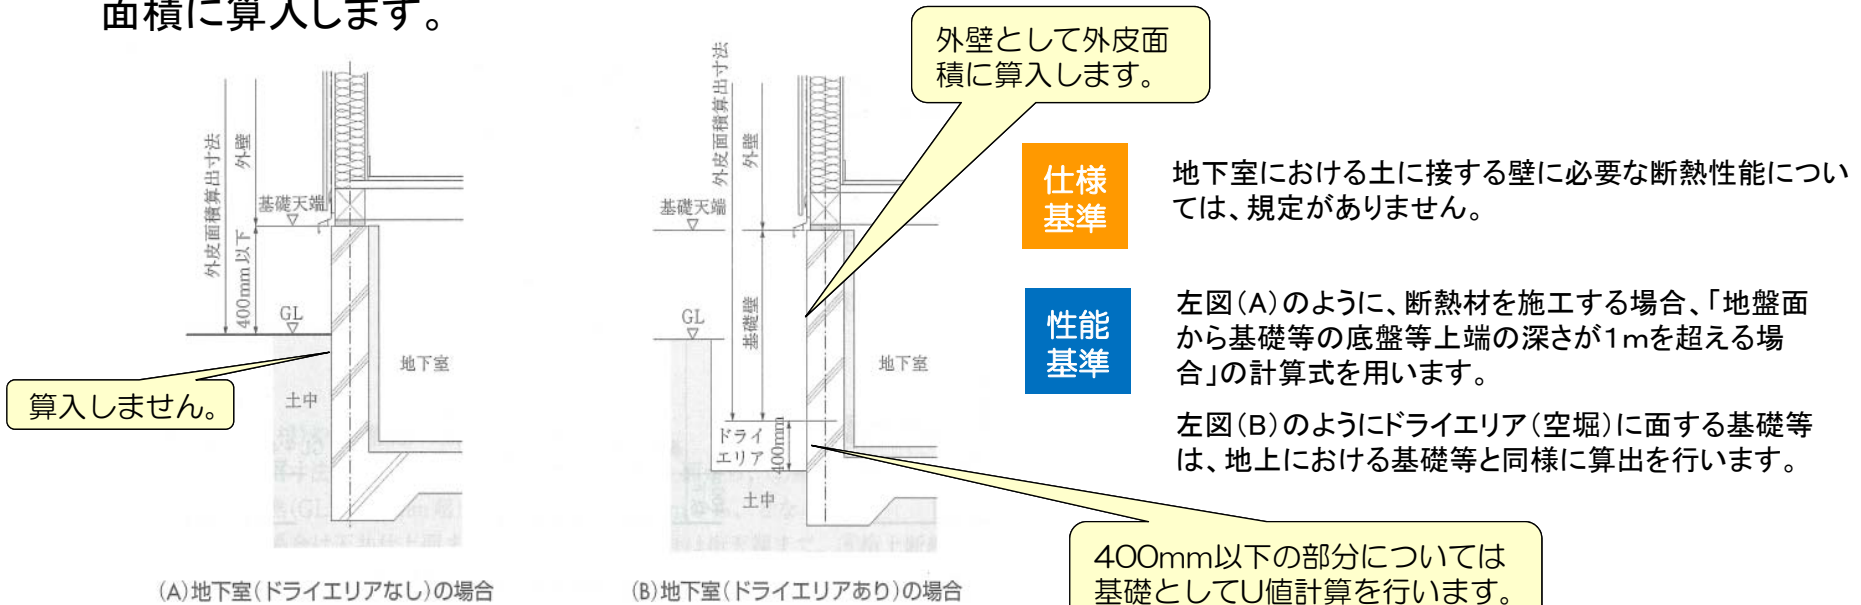 面積に算入します。
外壁として外皮面
積に算入します。
外皮面積算出寸法
外壁
基礎天端
400mm以下
GL
地下室
土中
算入しません。
(A)地下室(ドライエリアなし)の場合
外皮面積算出寸法
外壁
基礎天端
基礎壁
GL
地下室
ドライ
エリア
400mm
土中
(B)地下室(ドライエリアあり)の場合
仕様
基準
地下室における土に接する壁に必要な断熱性能につい
ては、規定がありません。
性能
基準
左図(A)のように、断熱材を施工する場合、「地盤面
から基礎等の底盤等上端の深さが1mを超える場
合」の計算式を用います。
左図(B)のようにドライエリア(空堀)に面する基礎等
は、地上における基礎等と同様に算出を行います。
400mm以下の部分については
基礎としてU値計算を行います。